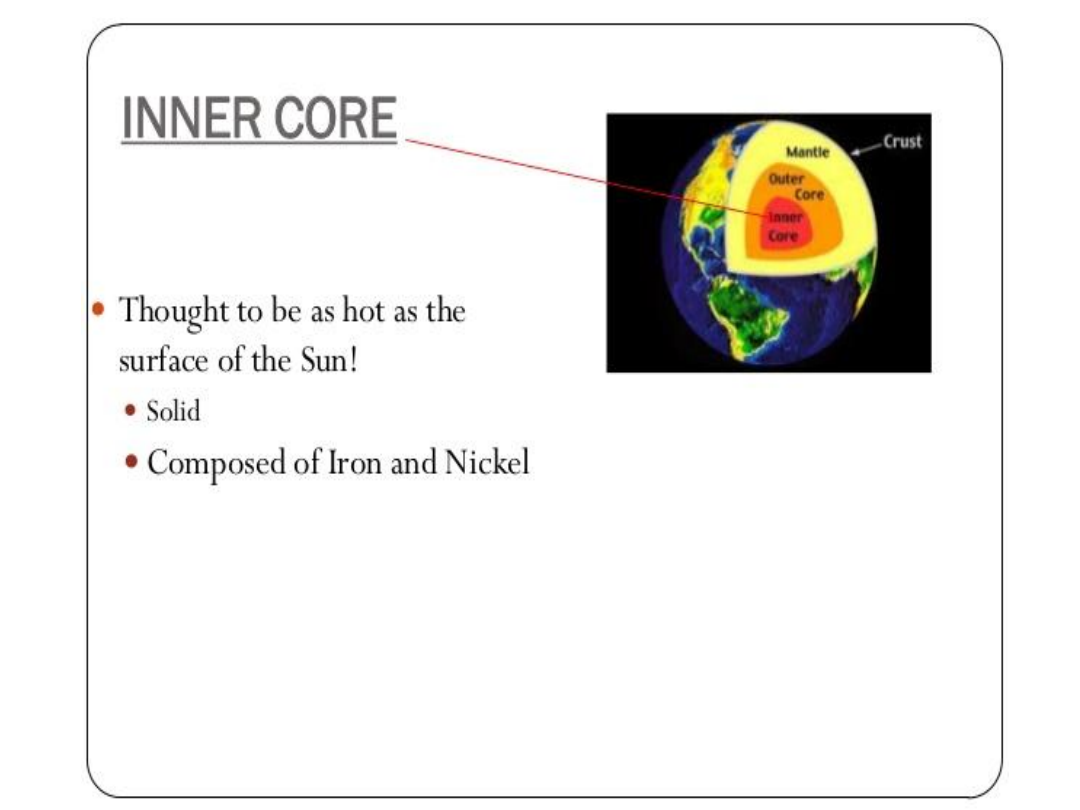 INNER CORE
Mantle
Crust
Outer
Core
Inner
Core
• Thought to be as hot as the
surface of the Sun!
• Solid
• Composed of Iron and Nickel